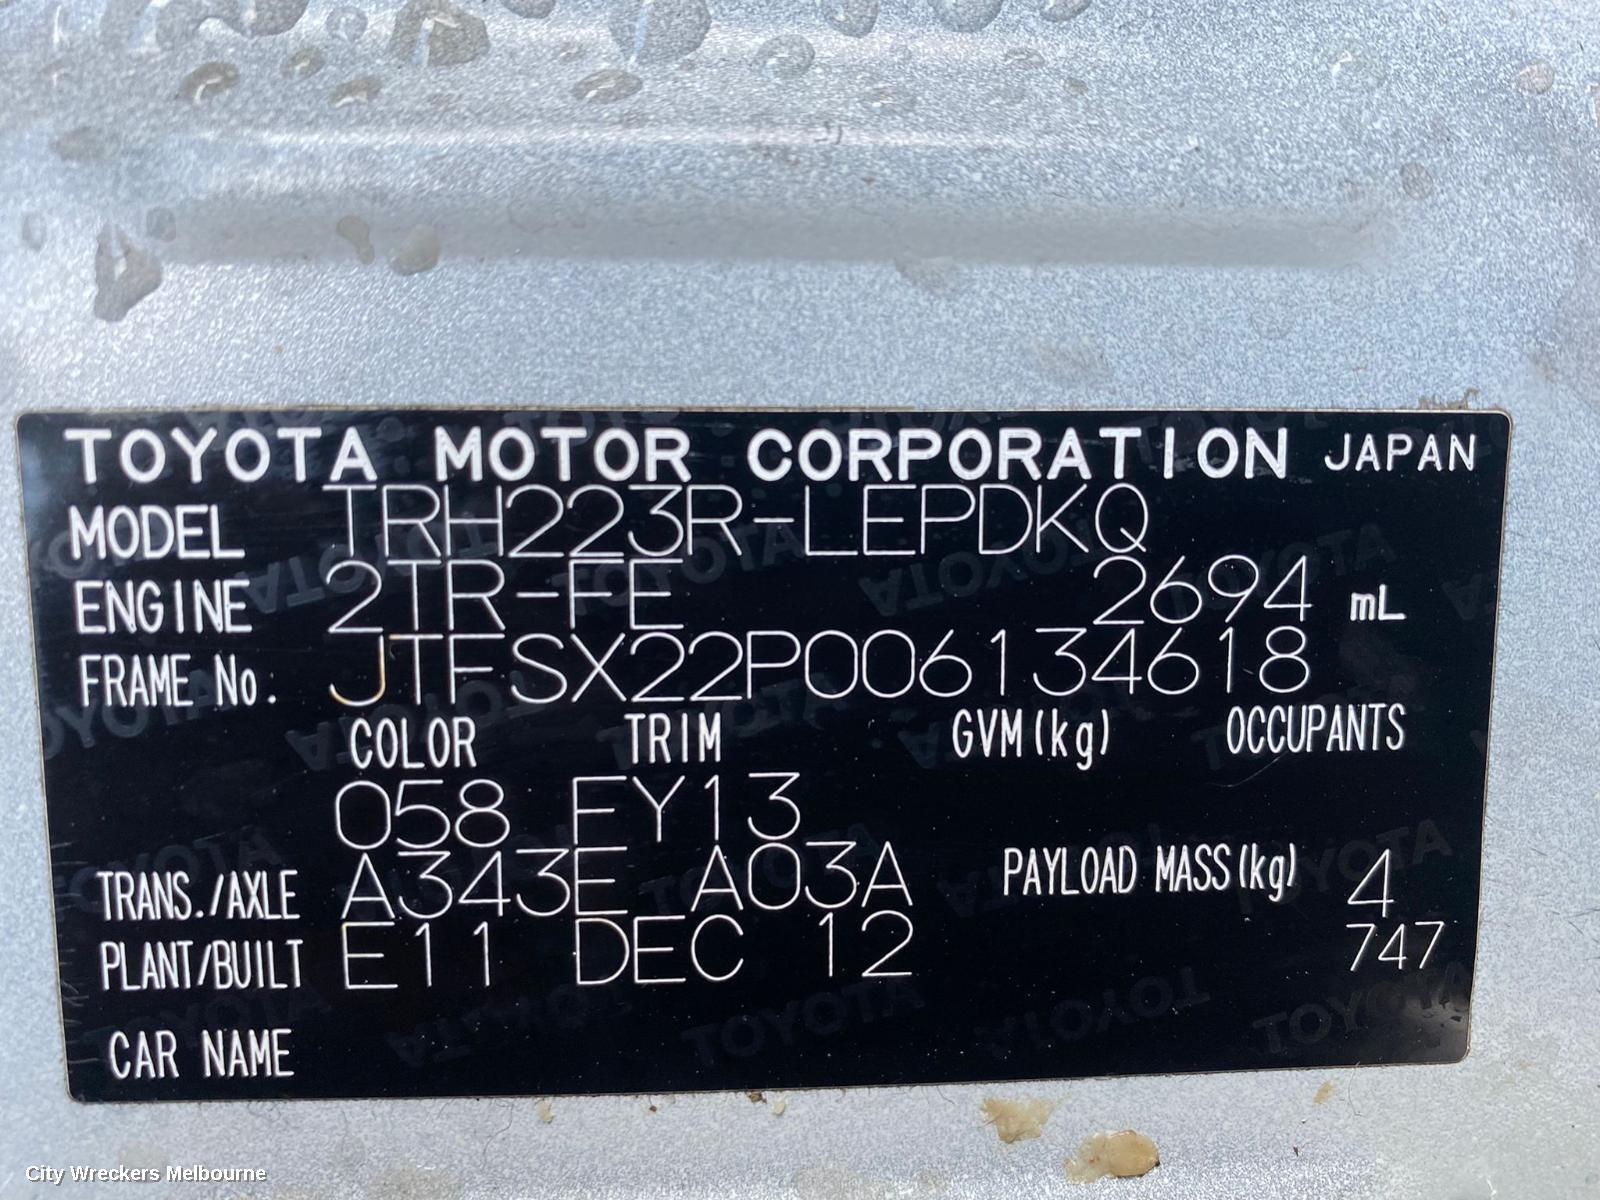 TOYOTA MOTOR CORPORATION JAPAN
MODEL TRH223R-LEPDKQ
ENGINE 2TR-FE 2694 mL
FRAME No. JTFSX22P006134618
COLOR TRIM GVM(kg) OCCUPANTS
058 FY13
TRANS./AXLE A343E A03A PAYLOAD MASS(kg) 4
PLANT/BUILT E11 DEC 12 747
CAR NAME
City Wreckers Melbourne